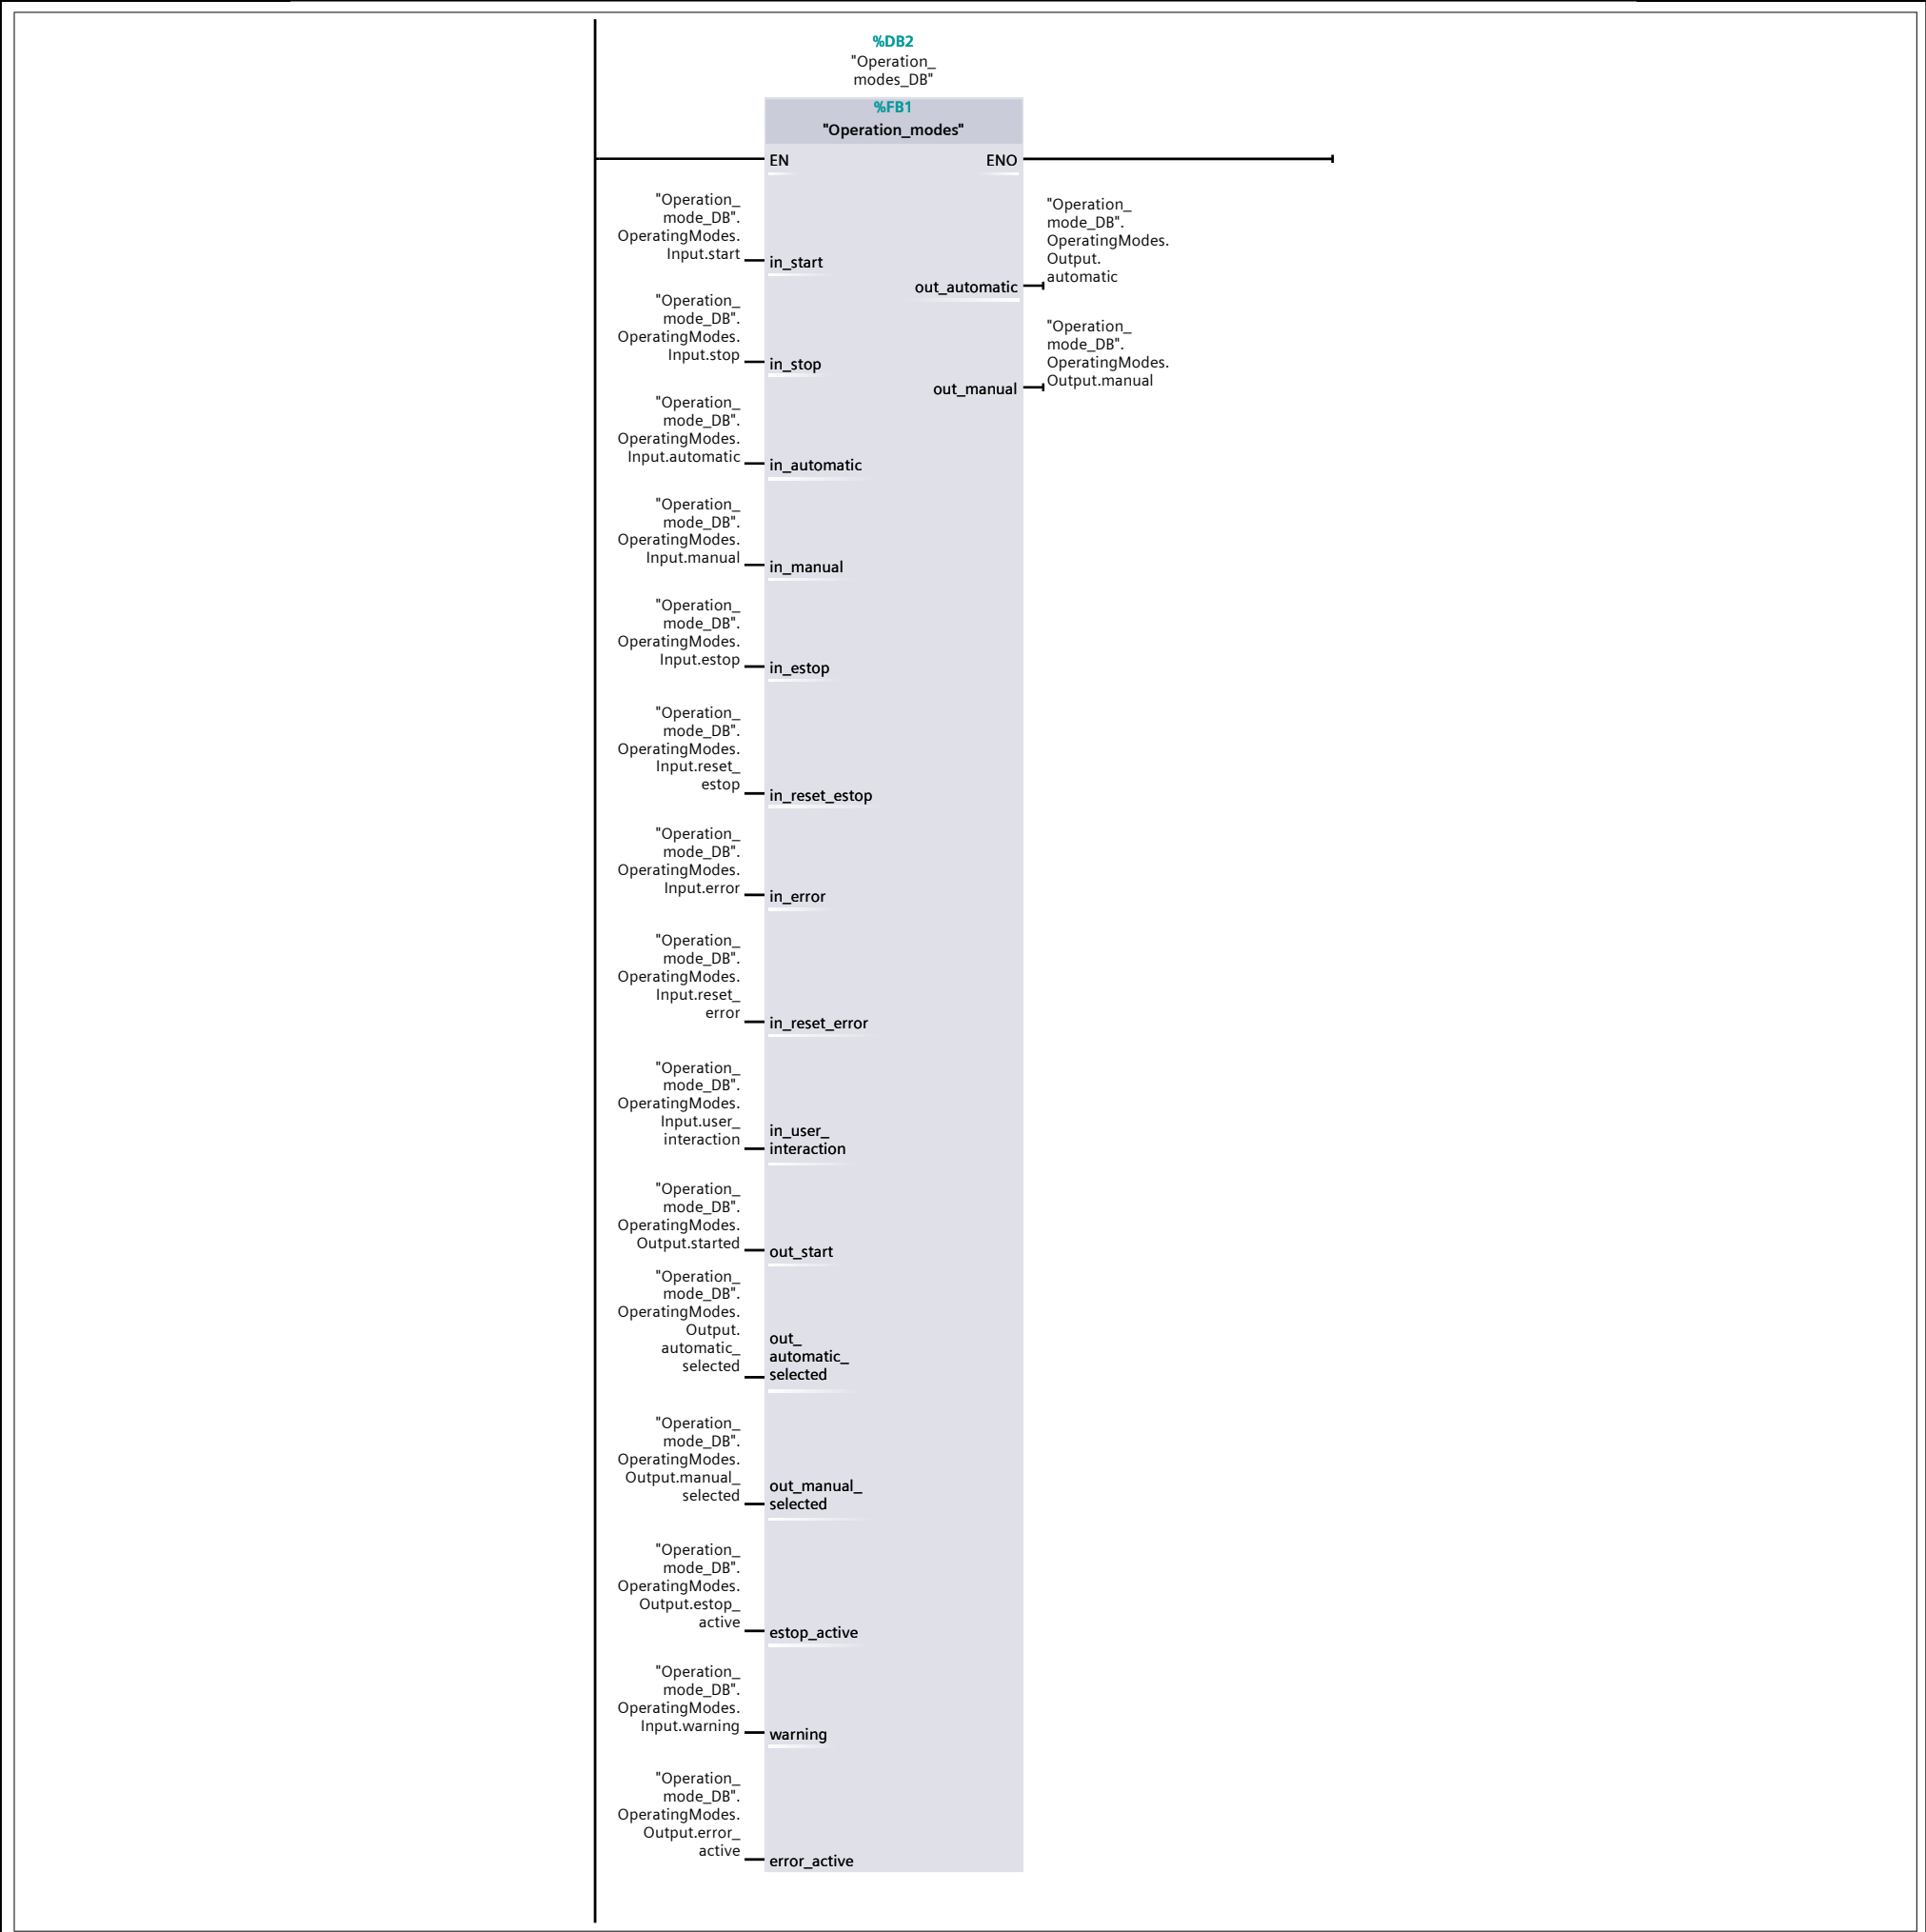 %DB2
"Operation_
modes_DB"
%FB1
"Operation_modes"
EN
ENO
"Operation_
mode_DB".
OperatingModes.
Input.start
in_start
"Operation_
mode_DB".
OperatingModes.
Output.
automatic
out_automatic
"Operation_
mode_DB".
OperatingModes.
Input.stop
in_stop
"Operation_
mode_DB".
OperatingModes.
Output.manual
out_manual
"Operation_
mode_DB".
OperatingModes.
Input.automatic
in_automatic
"Operation_
mode_DB".
OperatingModes.
Input.manual
in_manual
"Operation_
mode_DB".
OperatingModes.
Input.estop
in_estop
"Operation_
mode_DB".
OperatingModes.
Input.reset_
estop
in_reset_estop
"Operation_
mode_DB".
OperatingModes.
Input.error
in_error
"Operation_
mode_DB".
OperatingModes.
Input.reset_
error
in_reset_error
"Operation_
mode_DB".
OperatingModes.
Input.user_
interaction
in_user_
interaction
"Operation_
mode_DB".
OperatingModes.
Output.started
out_start
"Operation_
mode_DB".
OperatingModes.
Output.
automatic_
selected
out_
automatic_
selected
"Operation_
mode_DB".
OperatingModes.
Output.manual_
selected
out_manual_
selected
"Operation_
mode_DB".
OperatingModes.
Output.estop_
active
estop_active
"Operation_
mode_DB".
OperatingModes.
Input.warning
warning
"Operation_
mode_DB".
OperatingModes.
Output.error_
active
error_active